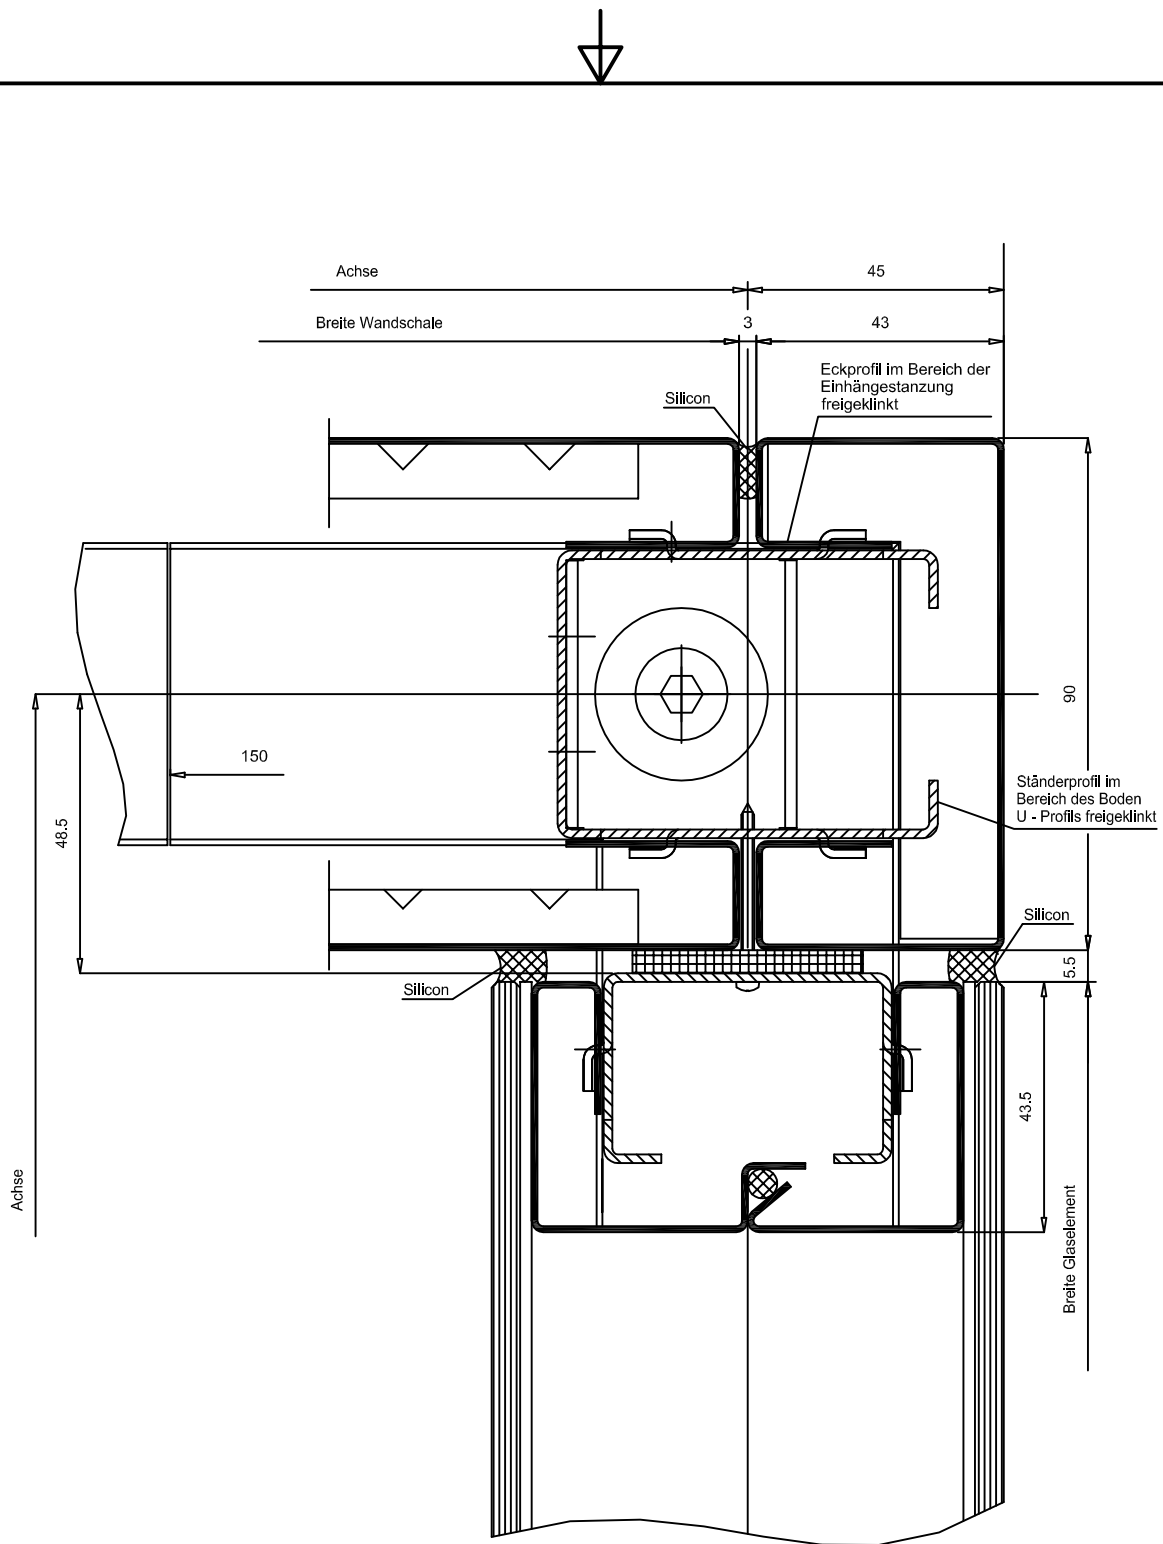 Achse
45
Breite Wandschale
3
43
Eckprofil im Bereich der
Einhängestanzung
freigeklinkt
Silicon
90
150
Ständerprofil im
Bereich des Boden
U - Profils freigeklinkt
48.5
Silicon
5.5
Silicon
43.5
Achse
Breite Glaselement